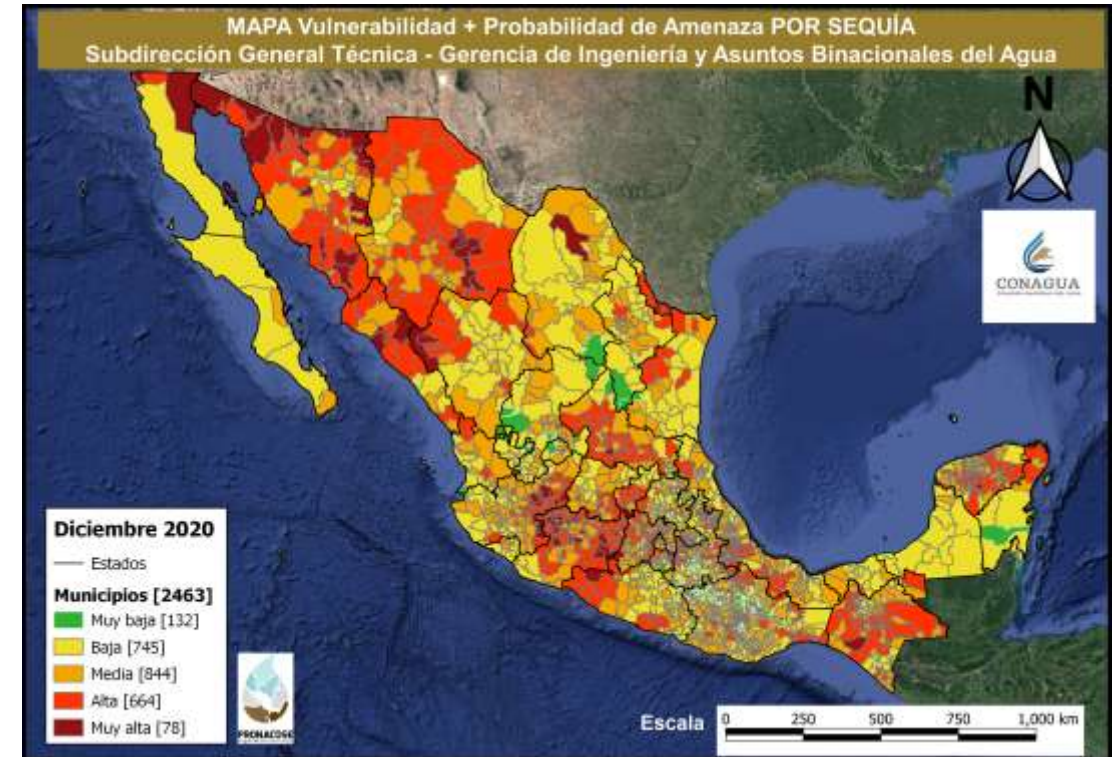 MAPA Vulnerabilidad + Probabilidad de Amenaza POR SEQUÍA
Subdirección General Técnica - Gerencia de Ingeniería y Asuntos Binacionales del Agua
N
CONAGUA
Diciembre 2020
Estados
Municipios [2463]
Muy baja [132]
Baja [745]
Media [844]
Alta [664]
Muy alta [78]
PRONACOSE
Escala
0 250 500 750 1,000 km